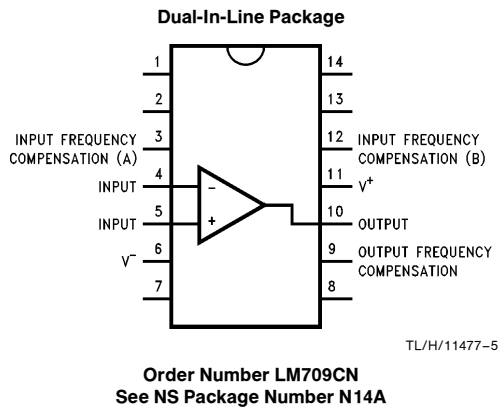 Dual-In-Line Package
1
14
2
13
INPUT FREQUENCY
COMPENSATION (A)
3
12
INPUT FREQUENCY
COMPENSATION (B)
INPUT
4
−
11
V+
INPUT
5
+
10
OUTPUT
V−
6
9
OUTPUT FREQUENCY
COMPENSATION
7
8
TL/H/11477–5
Order Number LM709CN
See NS Package Number N14A